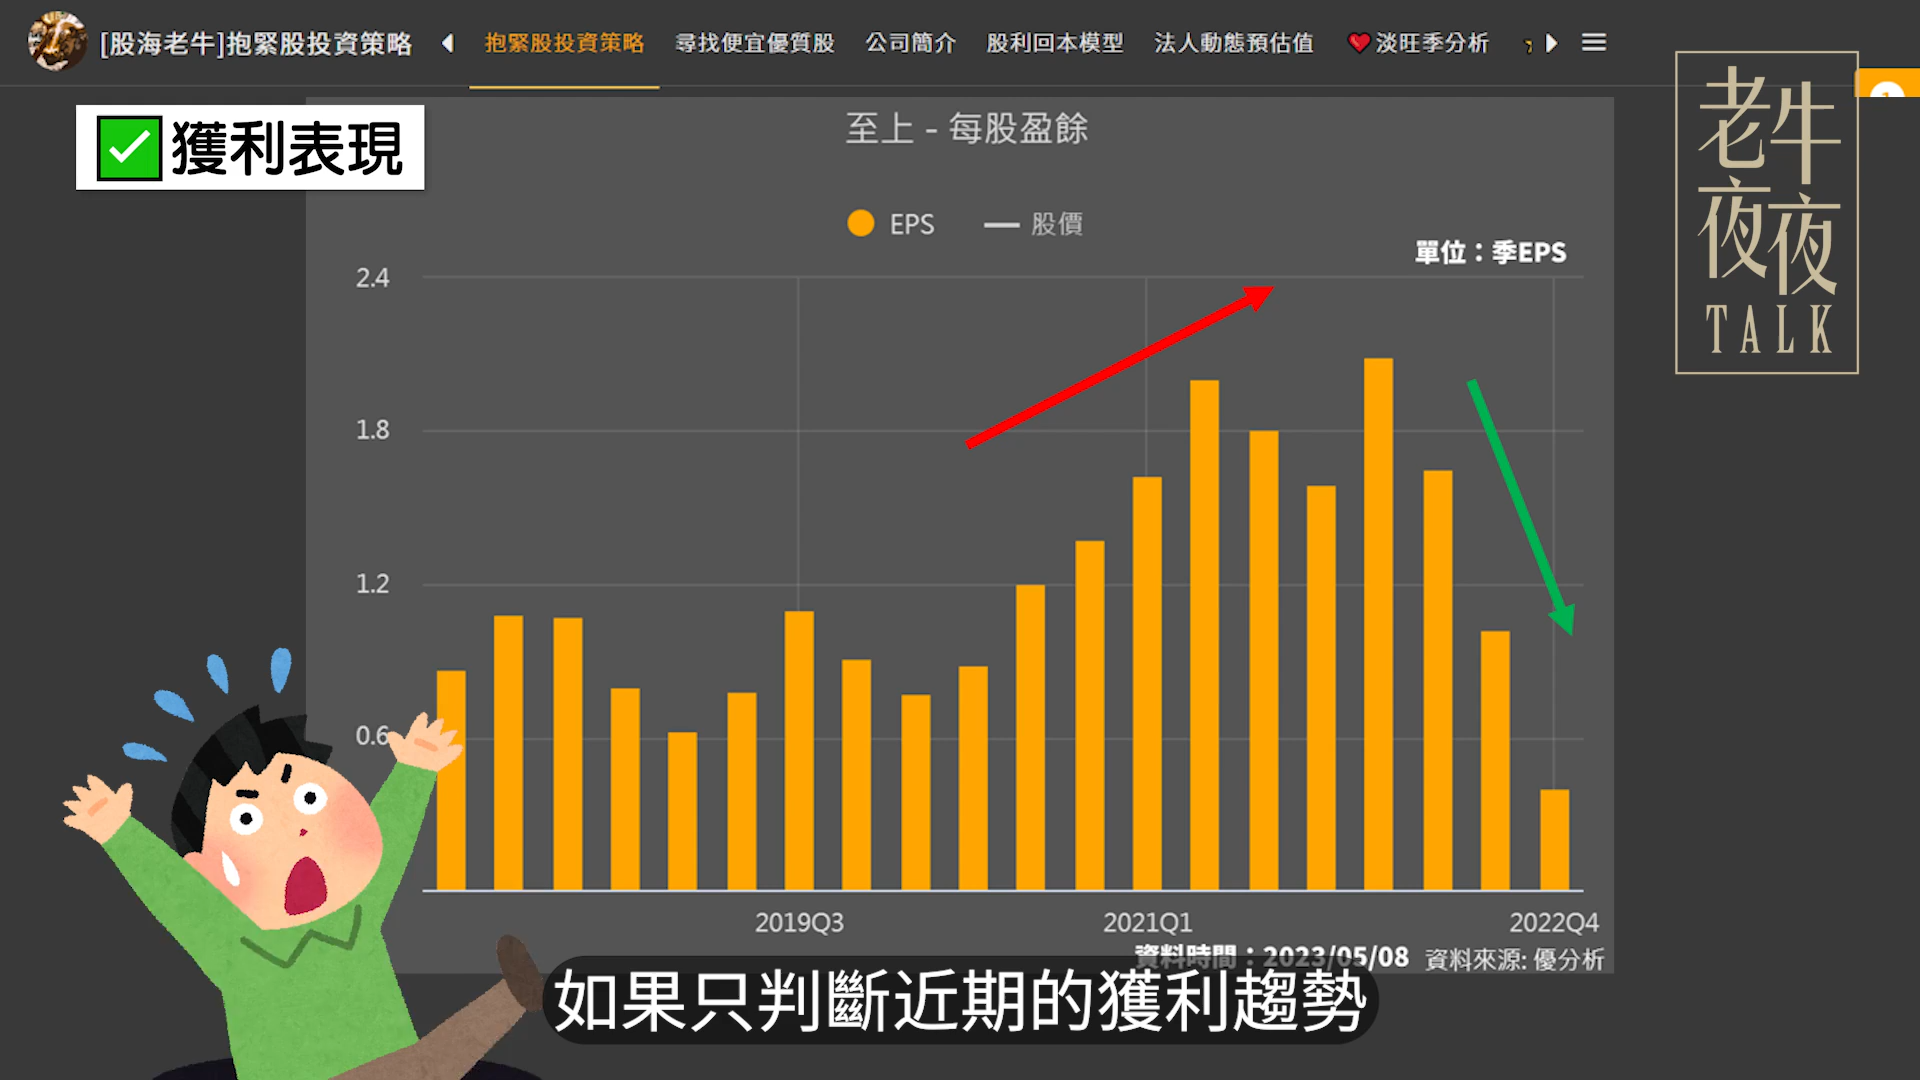 [股海老牛]抱緊股投資策略 抱緊股投資策略 尋找便宜優質股 公司簡介 股利回本模型 法人動態預估值 淡旺季分析
獲利表現
至上 - 每股盈餘
EPS 股價
單位：季EPS
2.4
1.8
1.2
0.6
2019Q3 2021Q1 2022Q4
資料時間：2023/05/08 資料來源: 優分析
如果只判斷近期的獲利趨勢
老牛
夜夜
TALK